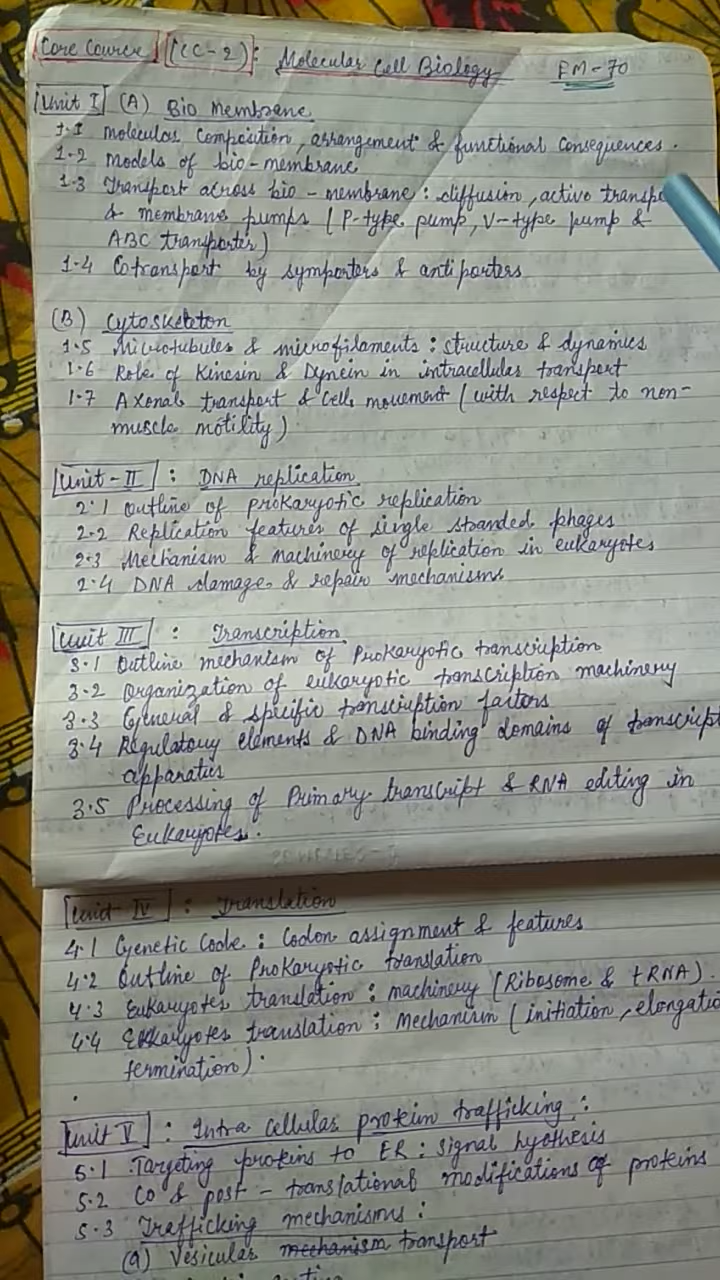 Core Course (CC-2) : Molecular Cell Biology FM-70
Unit I (A) Bio Membrane
1.1 Molecular Composition, arrangement & functional Consequences.
1.2 Models of bio-membrane
1.3 Transport across bio-membrane : diffusion, active transpo
& membrane pumps (P-type pump, V-type pump &
ABC transporter)
1.4 Cotransport by symporters & antiporters
(B) Cytoskeleton
1.5 Microtubules & microfilaments : structure & dynamics
1.6 Role of Kinesin & Dynein in intracellular transport
1.7 Axonal transport & Cells movement (with respect to non-
muscle motility)
Unit-II : DNA replication
2.1 Outline of prokaryotic replication
2.2 Replication features of single stranded phages
2.3 Mechanism & machinery of replication in eukaryotes
2.4 DNA damage & repair mechanisms
Unit III : Transcription
3.1 Outline mechanism of Prokaryotic transcription
3.2 Organization of eukaryotic transcription machinery
3.3 General & specific transcription factors
3.4 Regulatory elements & DNA binding domains of transcript
apparatus
3.5 Processing of Primary transcript & RNA editing in
Eukaryotes.
Unit IV : Translation
4.1 Genetic Code : Codon assignment & features
4.2 Outline of Prokaryotic translation
4.3 Eukaryotes translation : machinery (Ribosome & tRNA).
4.4 Eukaryotes translation : Mechanism (initiation, elongatio
termination).
Unit V : Intra cellular protein trafficking :
5.1 Targeting proteins to ER : signal hyothesis
5.2 Co & post-translational modifications of proteins
5.3 Trafficking mechanisms :
(a) Vesicular mechanism transport